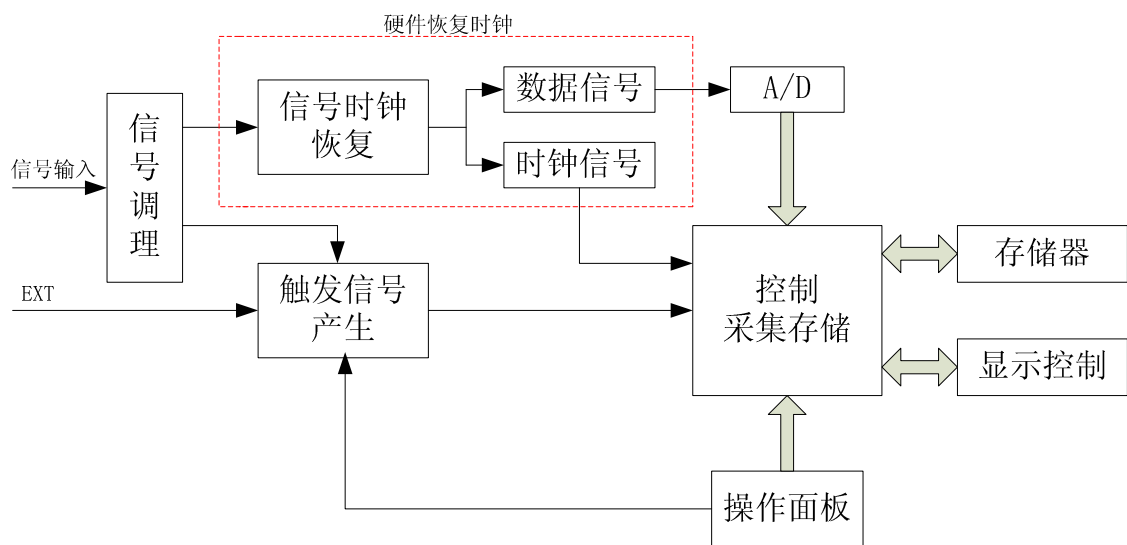 硬件恢复时钟
信号输入
EXT
信
号
调
理
信号时钟
恢复
数据信号
时钟信号
A/D
触发信号
产生
控制
采集存储
存储器
显示控制
操作面板